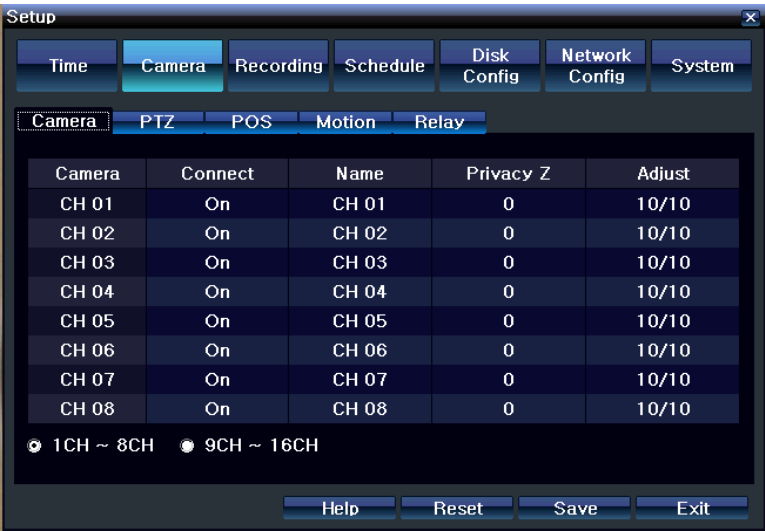 Setup
Time Camera Recording Schedule Disk Config Network Config System
Camera PTZ POS Motion Relay
Camera Connect Name Privacy Z Adjust
CH 01 On CH 01 0 10/10
CH 02 On CH 02 0 10/10
CH 03 On CH 03 0 10/10
CH 04 On CH 04 0 10/10
CH 05 On CH 05 0 10/10
CH 06 On CH 06 0 10/10
CH 07 On CH 07 0 10/10
CH 08 On CH 08 0 10/10
1CH ~ 8CH 9CH ~ 16CH
Help Reset Save Exit